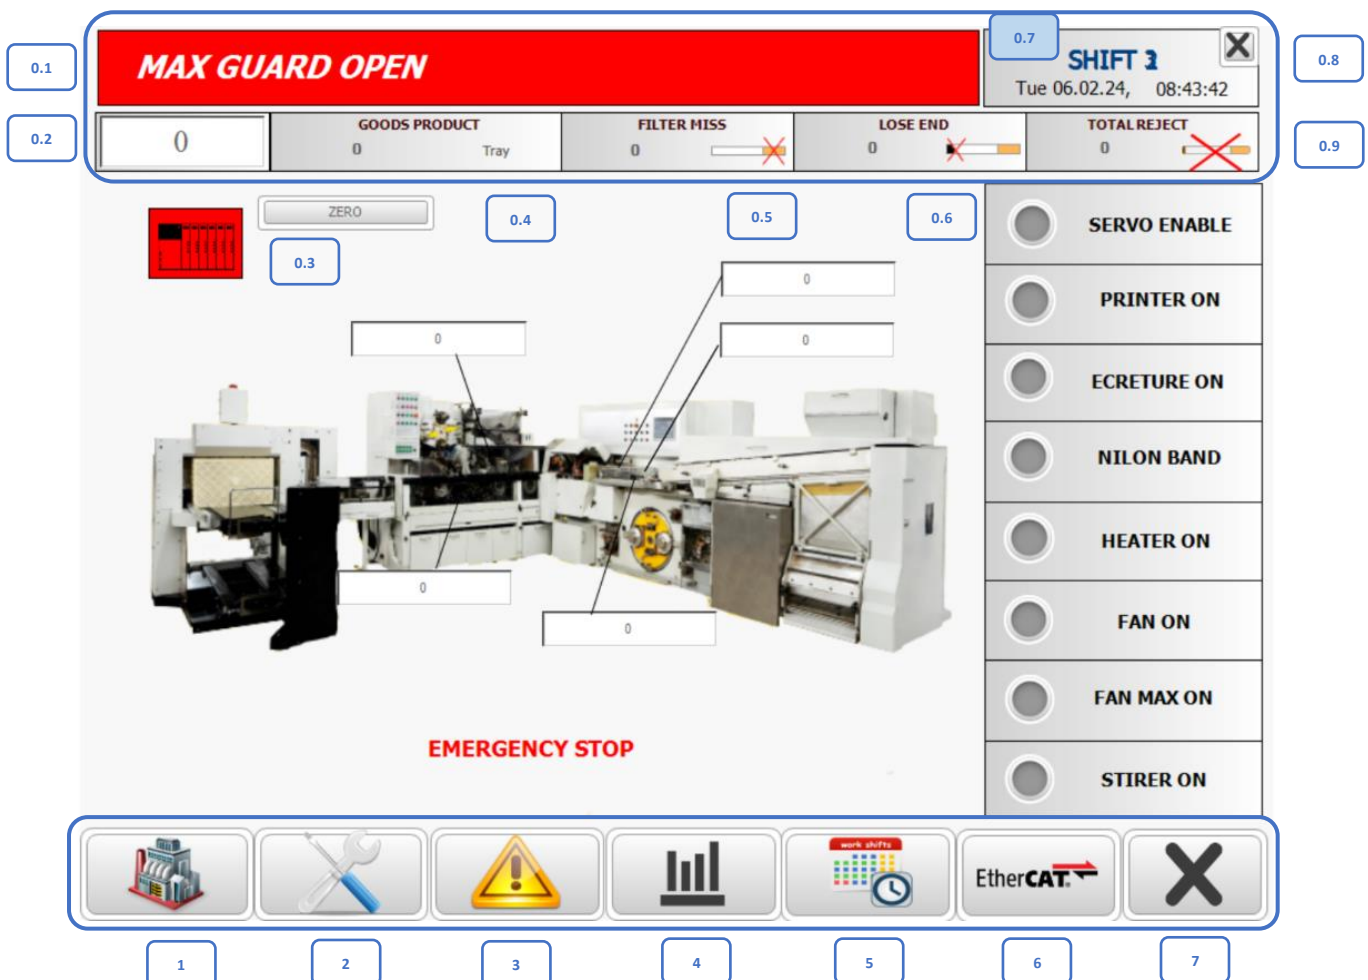 0.7
0.1
MAX GUARD OPEN
SHIFT
0.8
Tue 06.02.24, 08:43:42
0.2
0
GOODS PRODUCT
0
Tray
FILTER MISS
0
LOSE END
0
TOTAL REJECT
0
0.9
ZERO
0.3
0.4
0.5
0.6
SERVO ENABLE
0
PRINTER ON
0
0
ECRETURE ON
NILON BAND
HEATER ON
0
FAN ON
0
FAN MAX ON
EMERGENCY STOP
STIRER ON
work shifts
EtherCAT
1
2
3
4
5
6
7